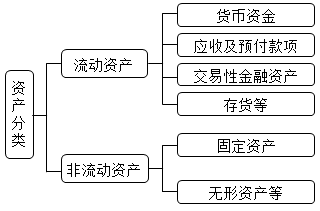 资产分类
流动资产
货币资金
应收及预付款项
交易性金融资产
存货等
非流动资产
固定资产
无形资产等